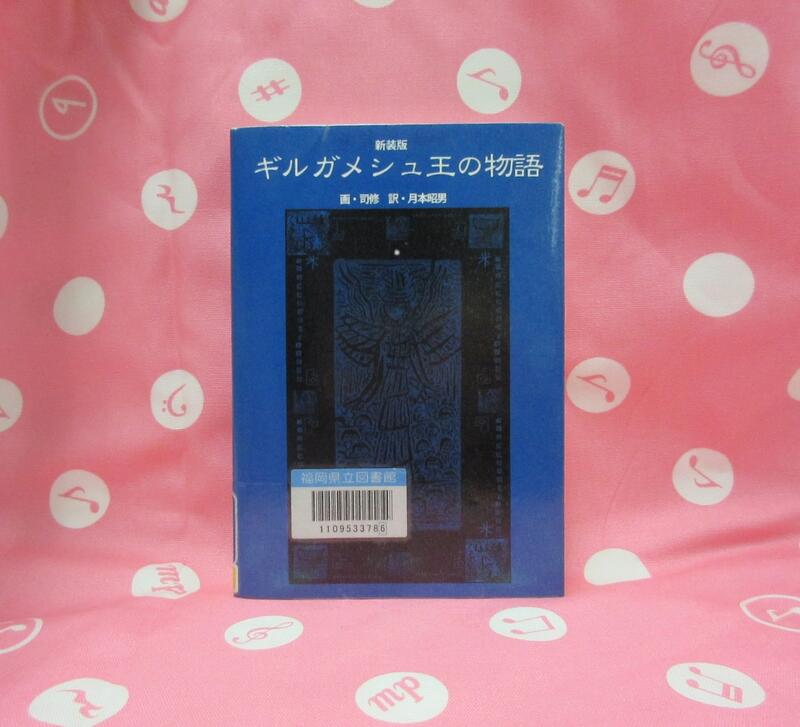 新装版
ギルガメシュ王の物語
画・司修 訳・月本昭男
福岡県立図書館
1109533786